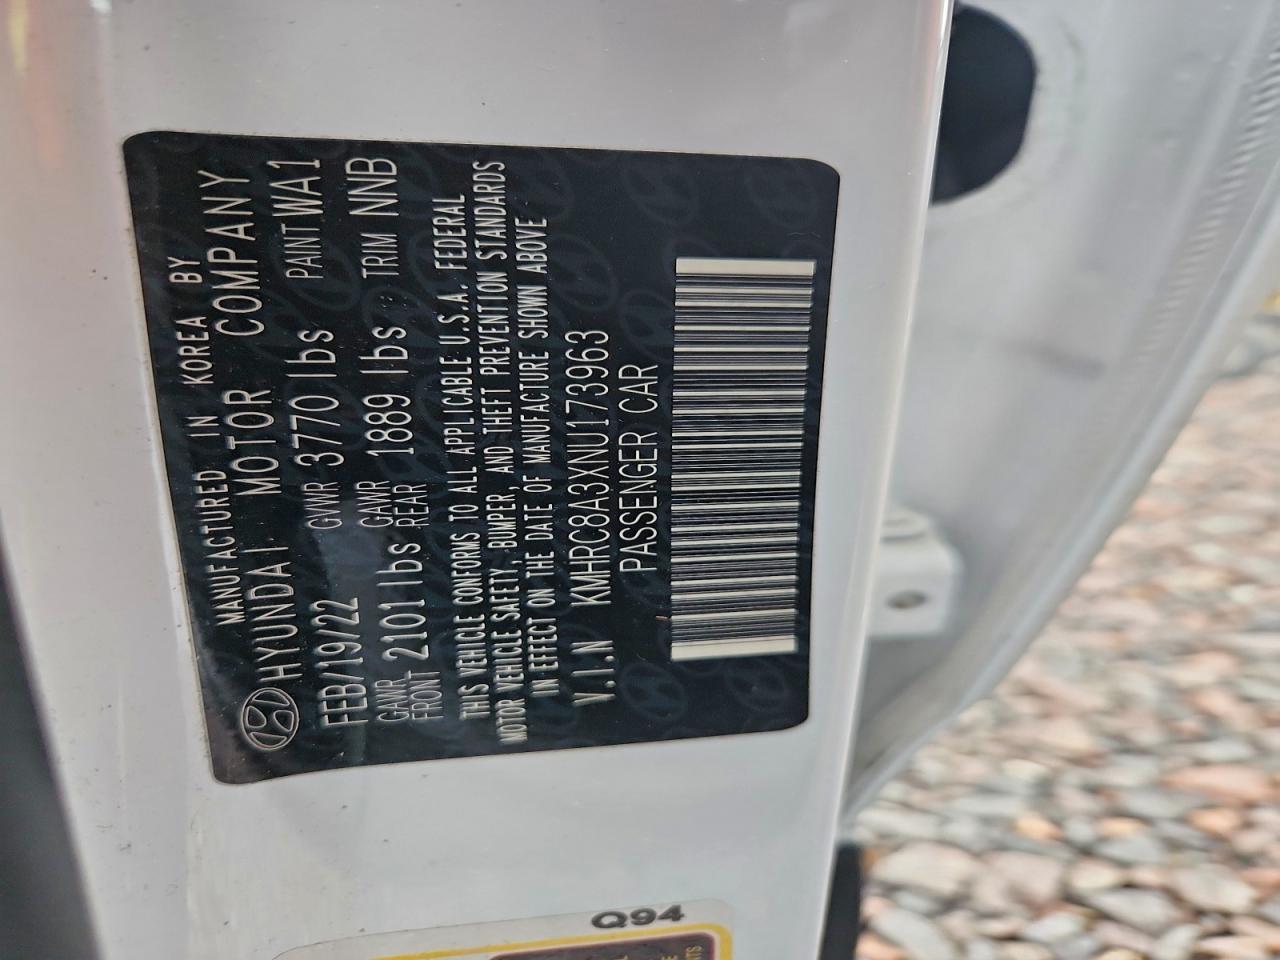 MANUFACTURED IN KOREA BY
HYUNDAI MOTOR COMPANY
FEB/19/22 GVWR 3770 lbs PAINT WA1
GAWR FRONT 2101 lbs GAWR REAR 1889 lbs TRIM NNB
THIS VEHICLE CONFORMS TO ALL APPLICABLE U.S.A. FEDERAL
MOTOR VEHICLE SAFETY, BUMPER, AND THEFT PREVENTION STANDARDS
IN EFFECT ON THE DATE OF MANUFACTURE SHOWN ABOVE
V.I.N KMHRC8A3XNU173963
PASSENGER CAR
Q94